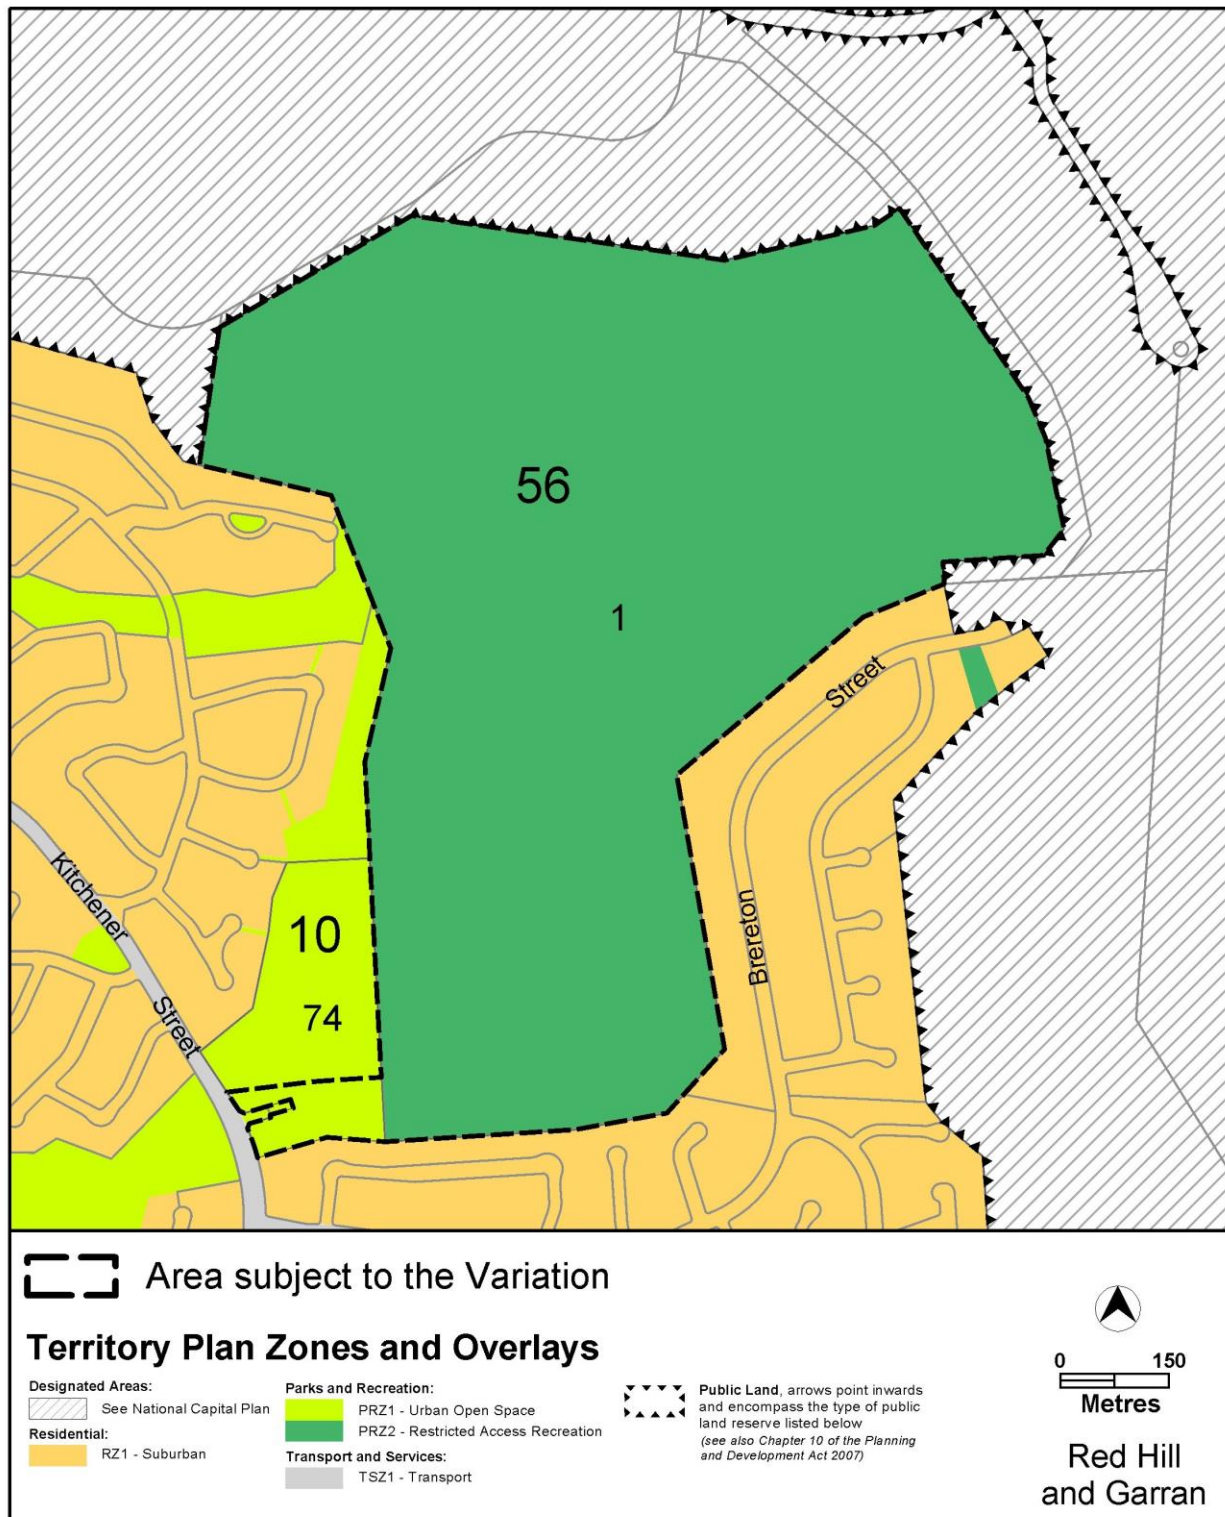 56
1
Street
Brereton
Kitchener
Street
10
74
Area subject to the Variation
Territory Plan Zones and Overlays
Designated Areas:
See National Capital Plan
Residential:
RZ1 - Suburban
Parks and Recreation:
PRZ1 - Urban Open Space
PRZ2 - Restricted Access Recreation
Transport and Services:
TSZ1 - Transport
Public Land, arrows point inwards
and encompass the type of public
land reserve listed below
(see also Chapter 10 of the Planning
and Development Act 2007)
0 150
Metres
Red Hill
and Garran